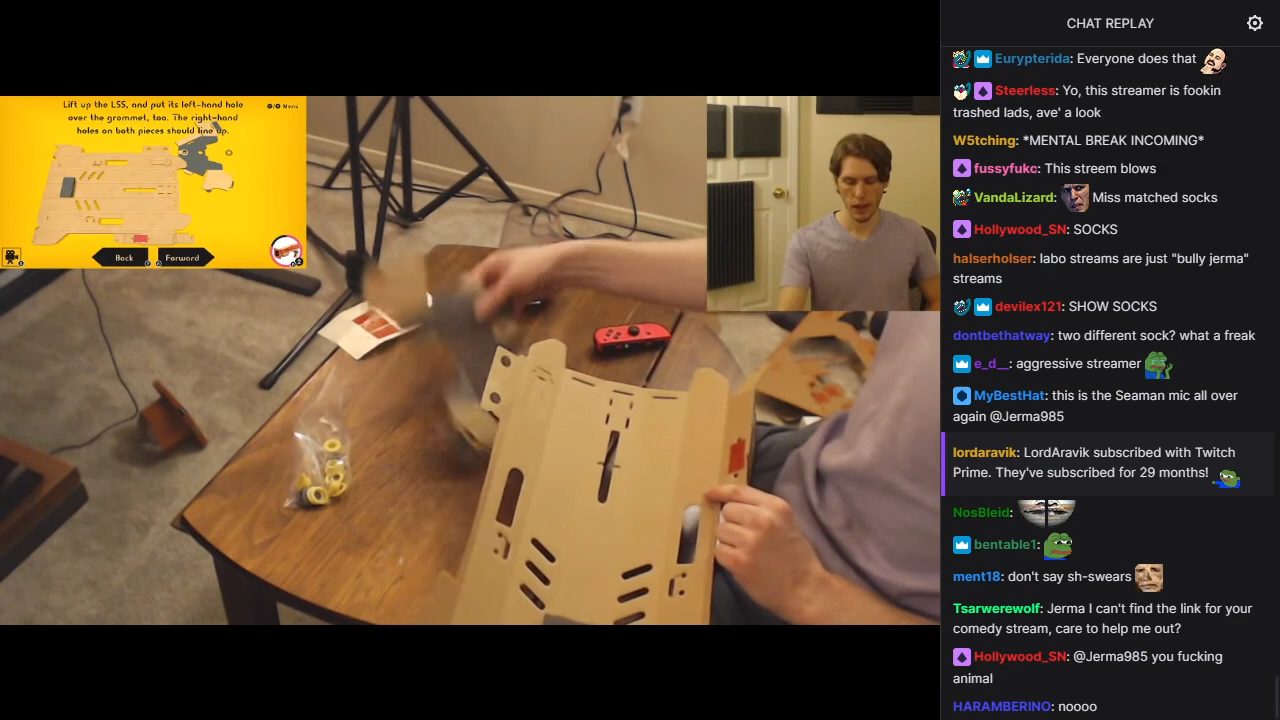 Lift up the LSS, and put its left-hand hole
over the grommet, too. The right-hand
holes on both pieces should line up.
Menu
Back
Forward
CHAT REPLAY
Eurypterida: Everyone does that
Steerless: Yo, this streamer is fookin
trashed lads, ave' a look
W5tching: *MENTAL BREAK INCOMING*
fussyfukc: This streem blows
VandaLizard: Miss matched socks
Hollywood_SN: SOCKS
halserholser: labo streams are just "bully jerma"
streams
devilex121: SHOW SOCKS
dontbethatway: two different sock? what a freak
e_d__: aggressive streamer
MyBestHat: this is the Seaman mic all over
again @Jerma985
lordaravik: LordAravik subscribed with Twitch
Prime. They've subscribed for 29 months!
NosBleid:
bentable1:
ment18: don't say sh-swears
Tsarwerewolf: Jerma I can't find the link for your
comedy stream, care to help me out?
Hollywood_SN: @Jerma985 you fucking
animal
HARAMBERINO: noooo